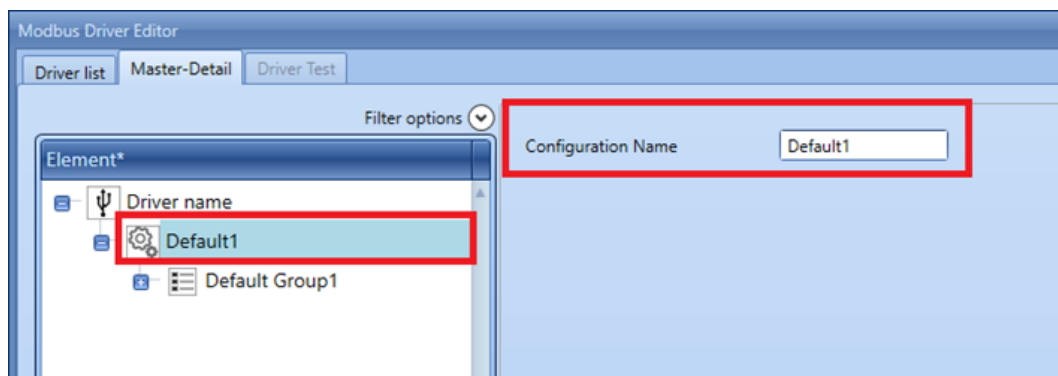 Modbus Driver Editor
Driver list Master-Detail Driver Test
Filter options
Configuration Name Default1
Element*
Driver name
Default1
Default Group1